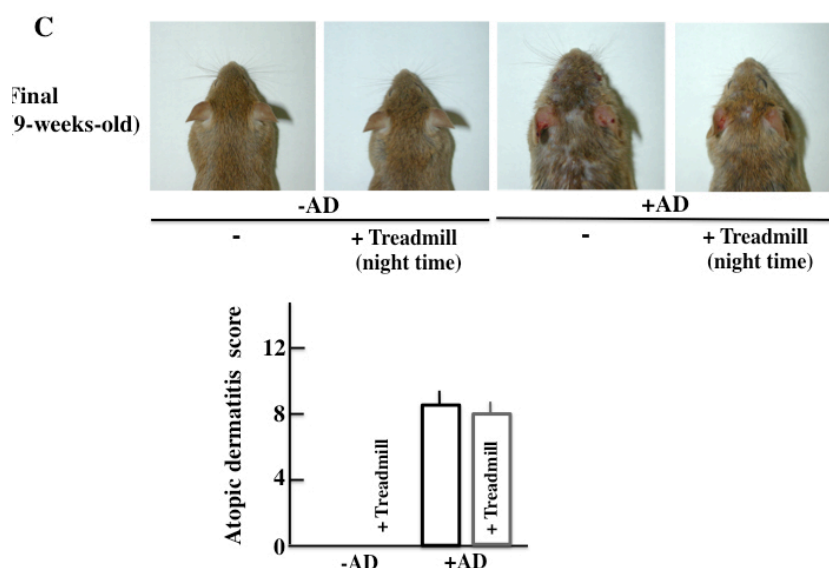 C
Final
(9-weeks-old)
-AD
+AD
-
+ Treadmill
(night time)
-
+ Treadmill
(night time)
Atopic dermatitis score
12
8
4
0
+ Treadmill
+ Treadmill
-AD
+AD